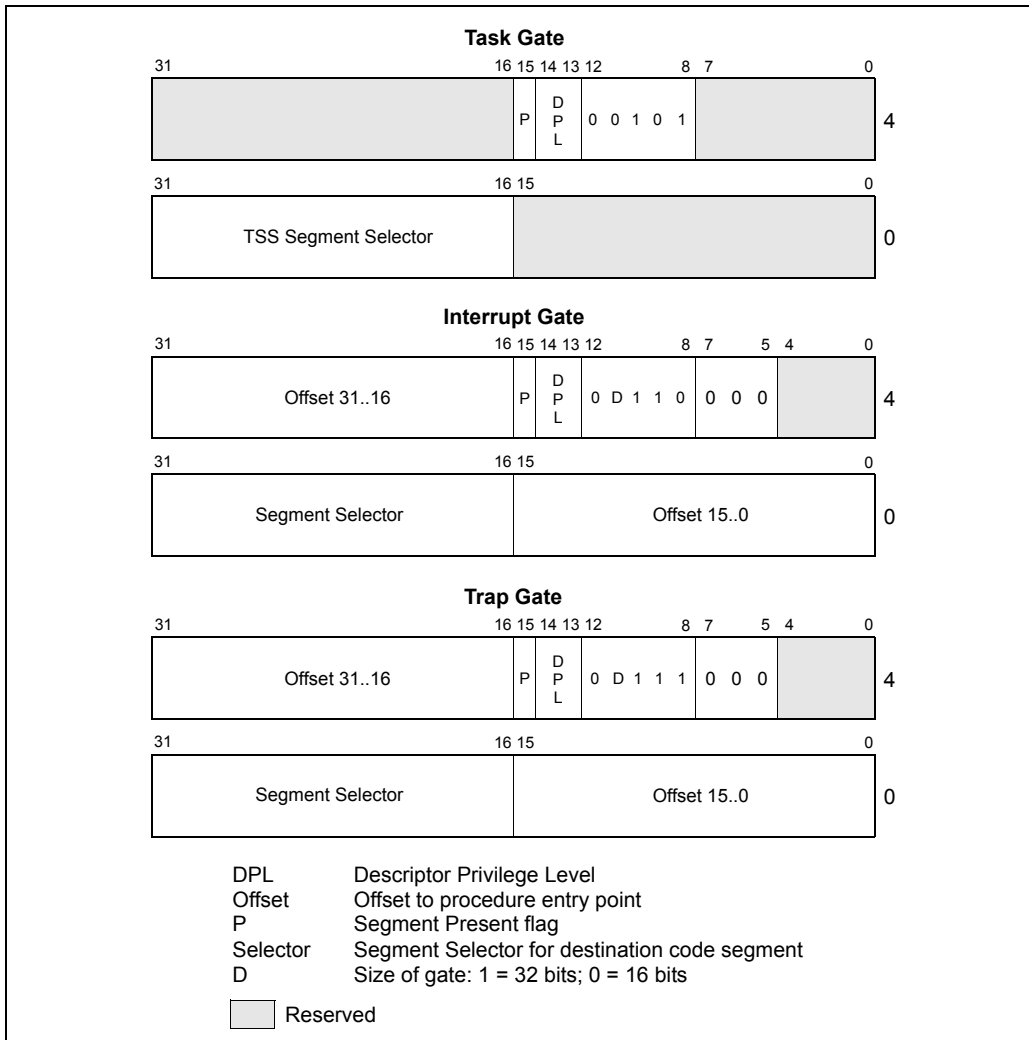 Task Gate
31 16 15 14 13 12 8 7 0
P D P L 0 0 1 0 1 4
31 16 15 0
TSS Segment Selector 0
Interrupt Gate
31 16 15 14 13 12 8 7 5 4 0
Offset 31..16 P D P L 0 D 1 1 0 0 0 0 4
31 16 15 0
Segment Selector Offset 15..0 0
Trap Gate
31 16 15 14 13 12 8 7 5 4 0
Offset 31..16 P D P L 0 D 1 1 1 0 0 0 4
31 16 15 0
Segment Selector Offset 15..0 0
DPL Descriptor Privilege Level
Offset Offset to procedure entry point
P Segment Present flag
Selector Segment Selector for destination code segment
D Size of gate: 1 = 32 bits; 0 = 16 bits
Reserved